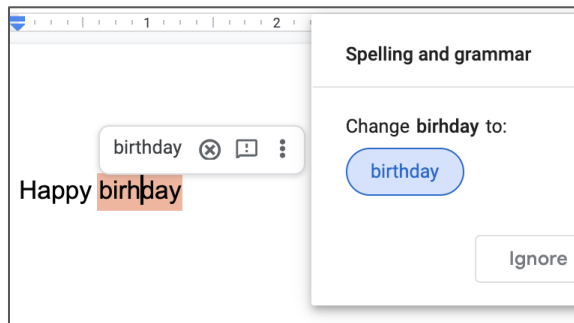 1 2
Spelling and grammar
Change birhday to:
birthday
birthday
Happy birhday
Ignore